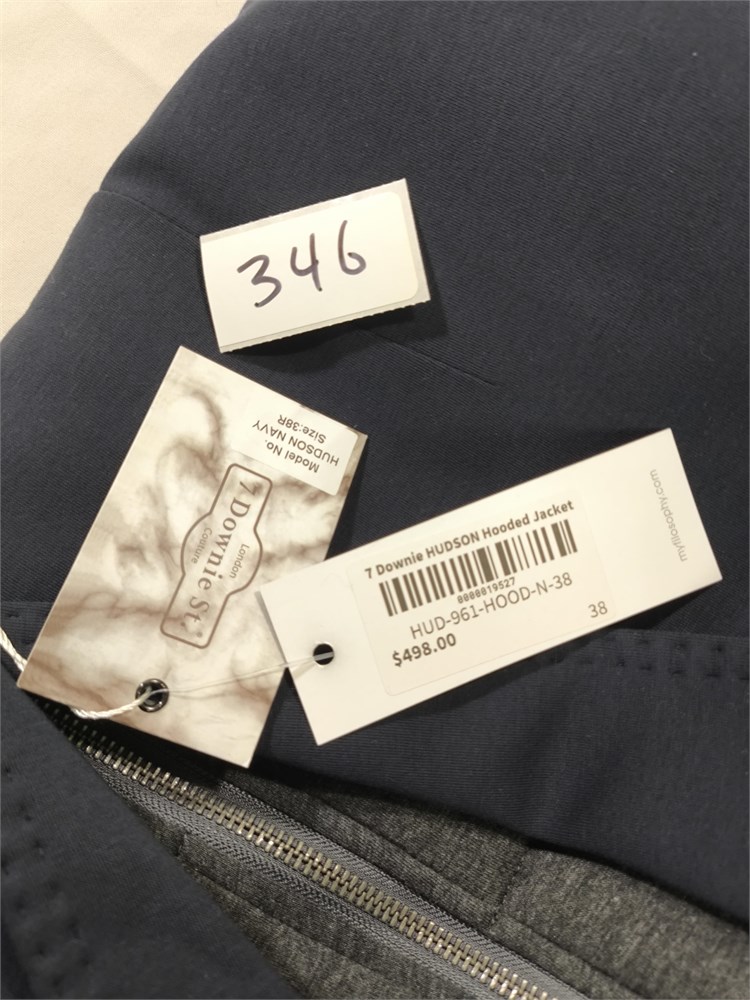 346
Model No.
HUDSON NAVY
Size:38R
7 Downie St.
London
Couture
7 Downie HUDSON Hooded Jacket
0000019527
HUD-961-HOOD-N-38
$498.00
38
myfilosophy.com